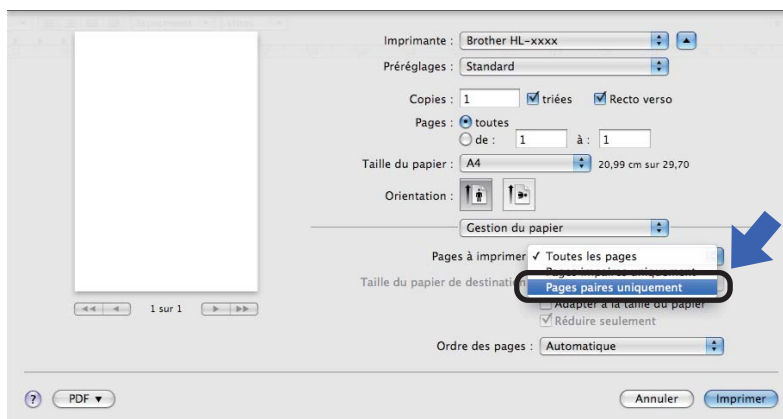 Imprimante : Brother HL-xxxx
Préréglages : Standard
Copies : 1 triées Recto verso
Pages : toutes
de : 1 à : 1
Taille du papier : A4 20,99 cm sur 29,70
Orientation :
Gestion du papier
Pages à imprimer ✓ Toutes les pages
Pages impaires uniquement
Taille du papier de destination Pages paires uniquement
Adapter à la taille du papier
1 sur 1
Réduire seulement
Ordre des pages : Automatique
? PDF ▼ Annuler Imprimer